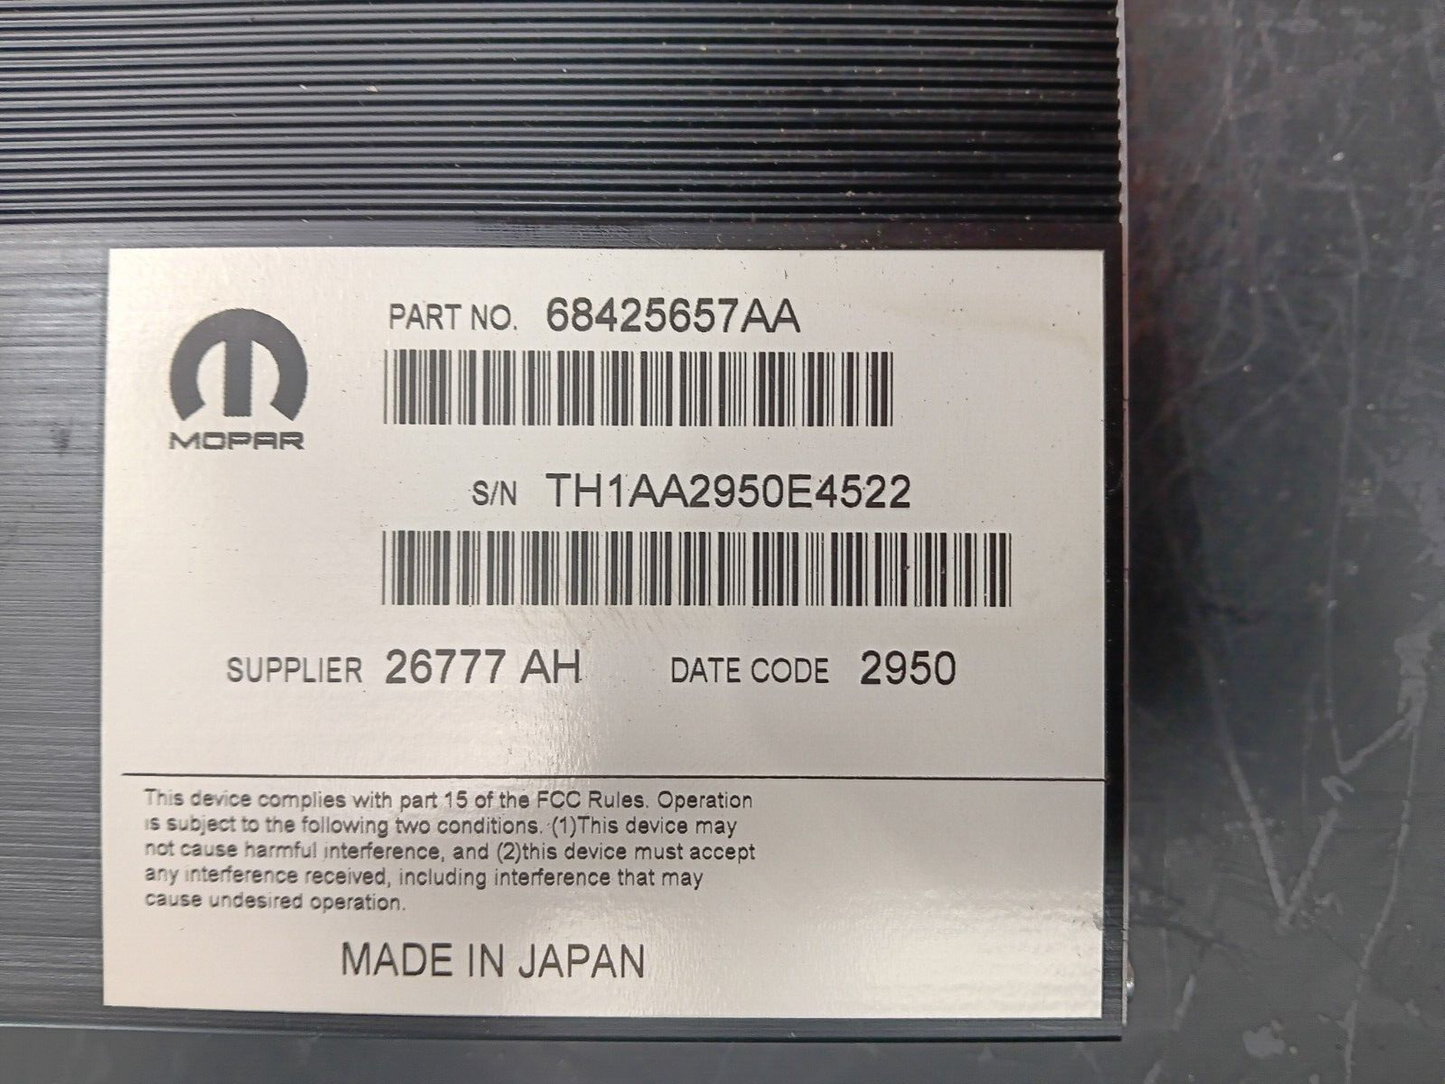 PART NO. 68425657AA
MOPAR
S/N TH1AA2950E4522
SUPPLIER 26777 AH DATE CODE 2950
This device complies with part 15 of the FCC Rules. Operation
is subject to the following two conditions. (1)This device may
not cause harmful interference, and (2)this device must accept
any interference received, including interference that may
cause undesired operation.
MADE IN JAPAN